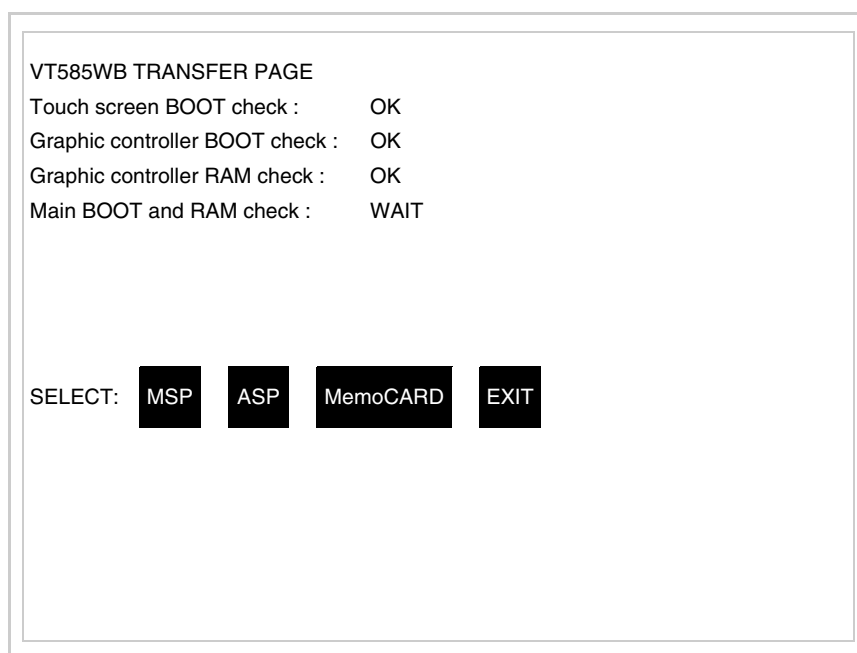 VT585WB TRANSFER PAGE
Touch screen BOOT check : OK
Graphic controller BOOT check : OK
Graphic controller RAM check : OK
Main BOOT and RAM check : WAIT
SELECT: MSP ASP MemoCARD EXIT